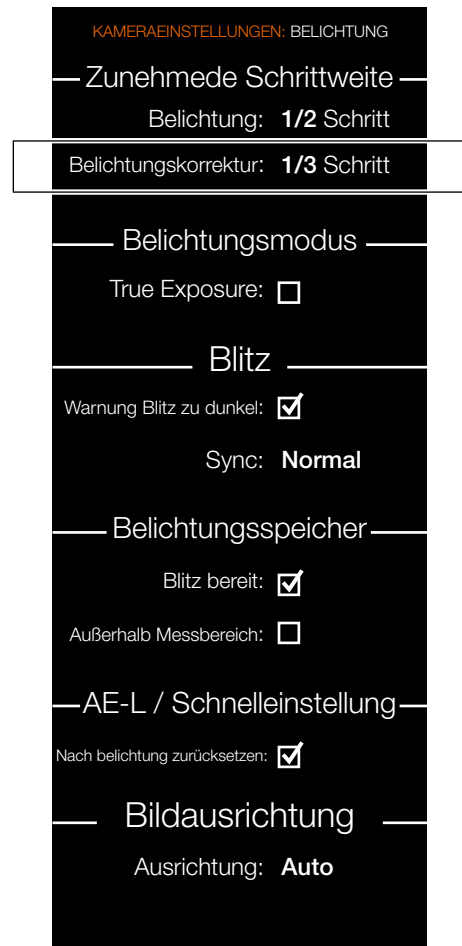 KAMERAEINSTELLUNGEN: BELICHTUNG
Zunehmede Schrittweite
Belichtung: 1/2 Schritt
Belichtungskorrektur: 1/3 Schritt
Belichtungsmodus
True Exposure:
Blitz
Warnung Blitz zu dunkel:
Sync: Normal
Belichtungsspeicher
Blitz bereit:
Außerhalb Messbereich:
AE-L / Schnelleinstellung
Nach belichtung zurücksetzen:
Bildausrichtung
Ausrichtung: Auto